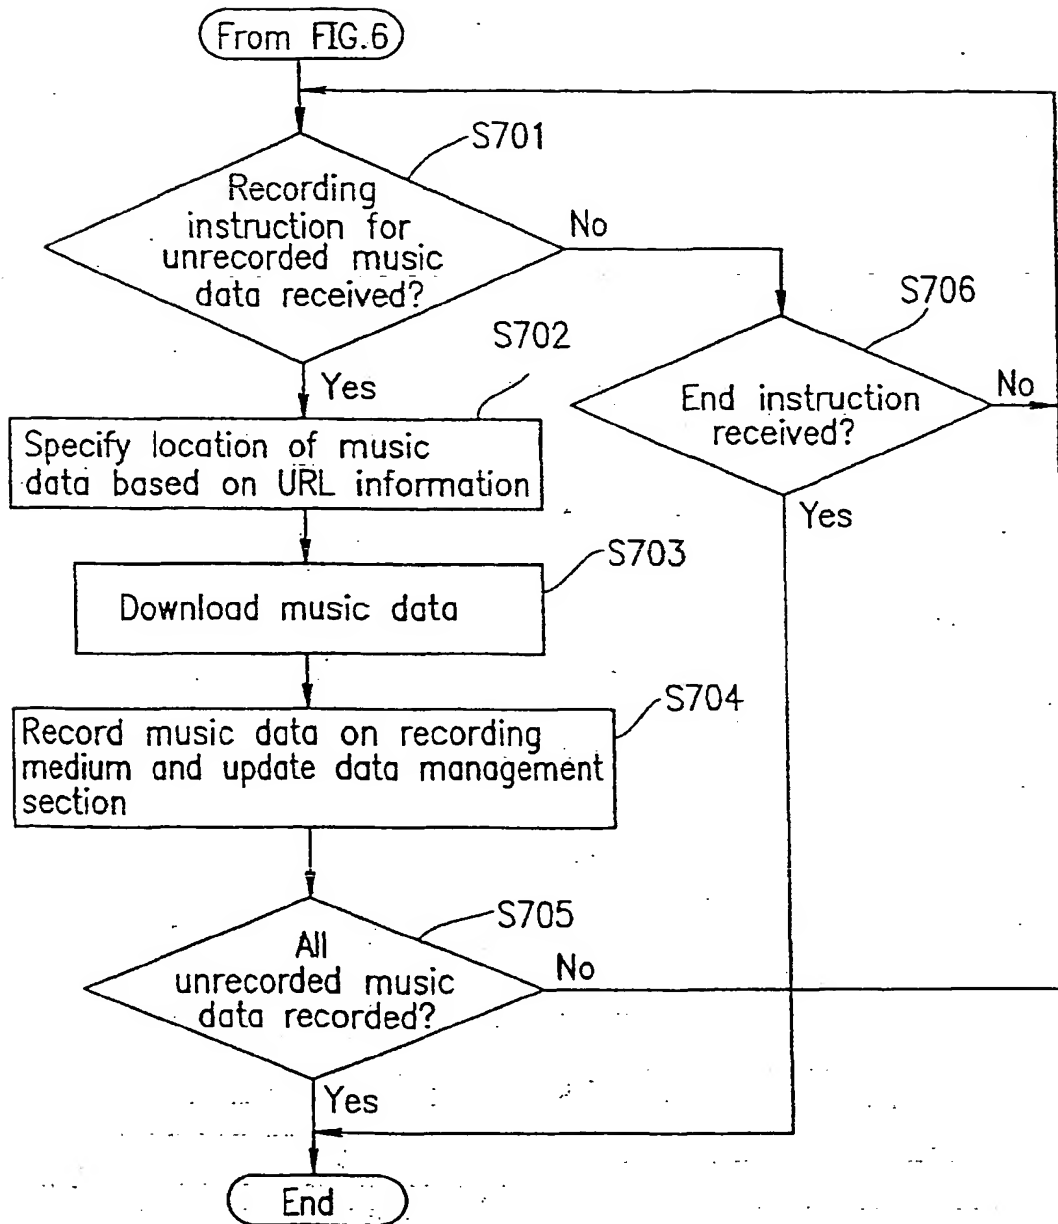 From FIG.6
S701
Recording
instruction for
unrecorded music
data received?
No
S706
S702
Yes
End instruction
received?
No
Specify location of music
data based on URL information
Yes
S703
Download music data
S704
Record music data on recording
medium and update data management
section
S705
All
unrecorded music
data recorded?
No
Yes
End